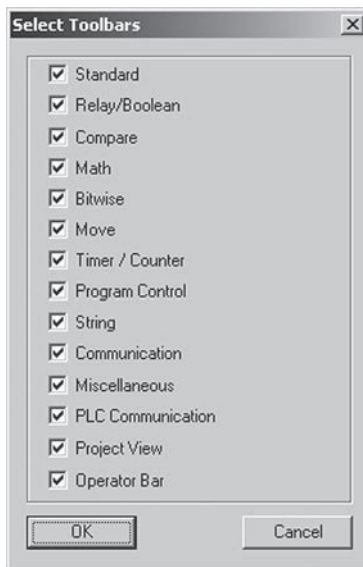 Select Toolbars
Standard
Relay/Boolean
Compare
Math
Bitwise
Move
Timer / Counter
Program Control
String
Communication
Miscellaneous
PLC Communication
Project View
Operator Bar
OK Cancel